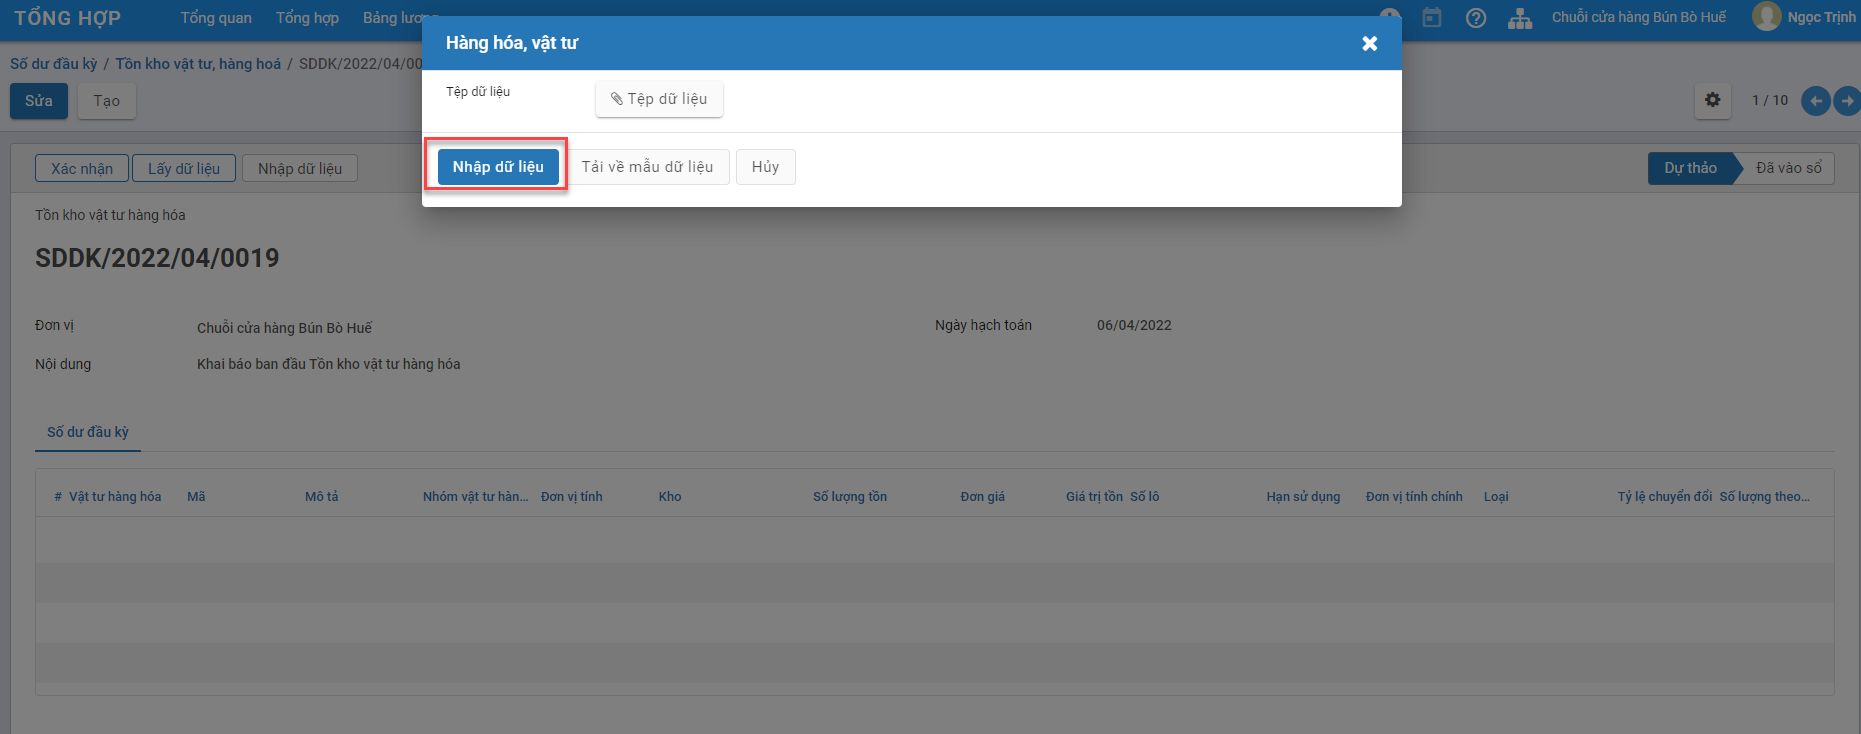 TỔNG HỢP Tổng quan Tổng hợp Bảng lương Chuỗi cửa hàng Bún Bò Huế Ngọc Trịnh
Hàng hóa, vật tư
Số dư đầu kỳ / Tồn kho vật tư, hàng hoá / SDDK/2022/04/00
Tệp dữ liệu Tệp dữ liệu
Sửa Tạo 1 / 10
Nhập dữ liệu Tải về mẫu dữ liệu Hủy
Xác nhận Lấy dữ liệu Nhập dữ liệu Dự thảo Đã vào sổ
Tồn kho vật tư hàng hóa
SDDK/2022/04/0019
Đơn vị Chuỗi cửa hàng Bún Bò Huế Ngày hạch toán 06/04/2022
Nội dung Khai báo ban đầu Tồn kho vật tư hàng hóa
Số dư đầu kỳ
# Vật tư hàng hóa Mã Mô tả Nhóm vật tư hàn... Đơn vị tính Kho Số lượng tồn Đơn giá Giá trị tồn Số lô Hạn sử dụng Đơn vị tính chính Loại Tỷ lệ chuyển đổi Số lượng theo...